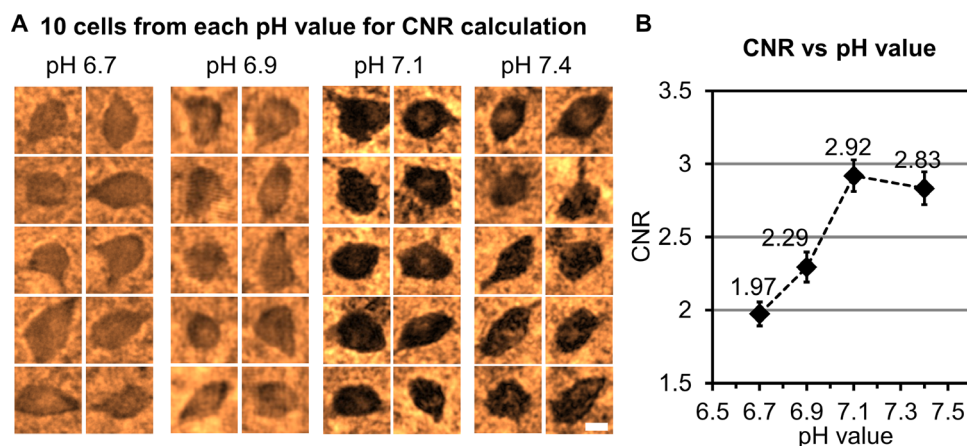 A 10 cells from each pH value for CNR calculation
pH 6.7 pH 6.9 pH 7.1 pH 7.4
B
CNR vs pH value
3.5
3
2.5
2
1.5
CNR
1.97
2.29
2.92
2.83
6.5 6.7 6.9 7.1 7.3 7.5
pH value